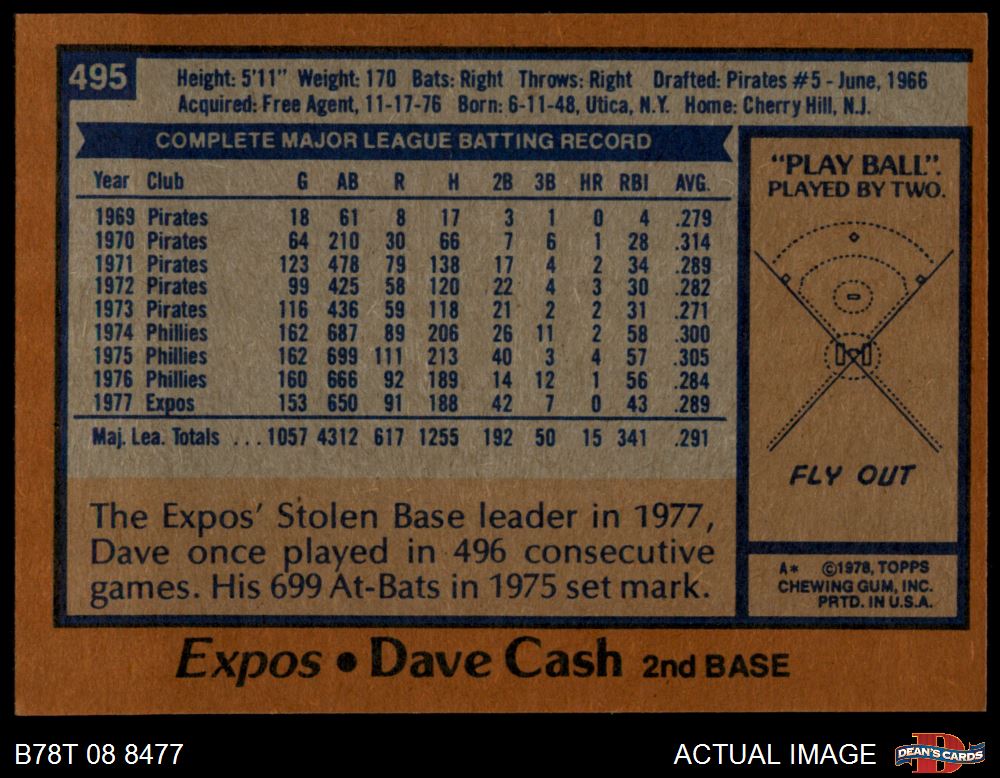 495
Height: 5'11" Weight: 170 Bats: Right Throws: Right Drafted: Pirates #5 - June, 1966
Acquired: Free Agent, 11-17-76 Born: 6-11-48, Utica, N.Y. Home: Cherry Hill, N.J.
COMPLETE MAJOR LEAGUE BATTING RECORD
Year Club G AB R H 2B 3B HR RBI AVG.
1969 Pirates 18 61 8 17 3 1 0 4 .279
1970 Pirates 64 210 30 66 7 6 1 28 .314
1971 Pirates 123 478 79 138 17 4 2 34 .289
1972 Pirates 99 425 58 120 22 4 3 30 .282
1973 Pirates 116 436 59 118 21 2 2 31 .271
1974 Phillies 162 687 89 206 26 11 2 58 .300
1975 Phillies 162 699 111 213 40 3 4 57 .305
1976 Phillies 160 666 92 189 14 12 1 56 .284
1977 Expos 153 650 91 188 42 7 0 43 .289
Maj. Lea. Totals ...1057 4312 617 1255 192 50 15 341 .291
The Expos' Stolen Base leader in 1977,
Dave once played in 496 consecutive
games. His 699 At-Bats in 1975 set mark.
"PLAY BALL".
PLAYED BY TWO.
FLY OUT
A* ©1978, TOPPS
CHEWING GUM, INC.
PRTD. IN U.S.A.
Expos • Dave Cash 2nd BASE
B78T 08 8477
ACTUAL IMAGE
DEAN'S CARDS